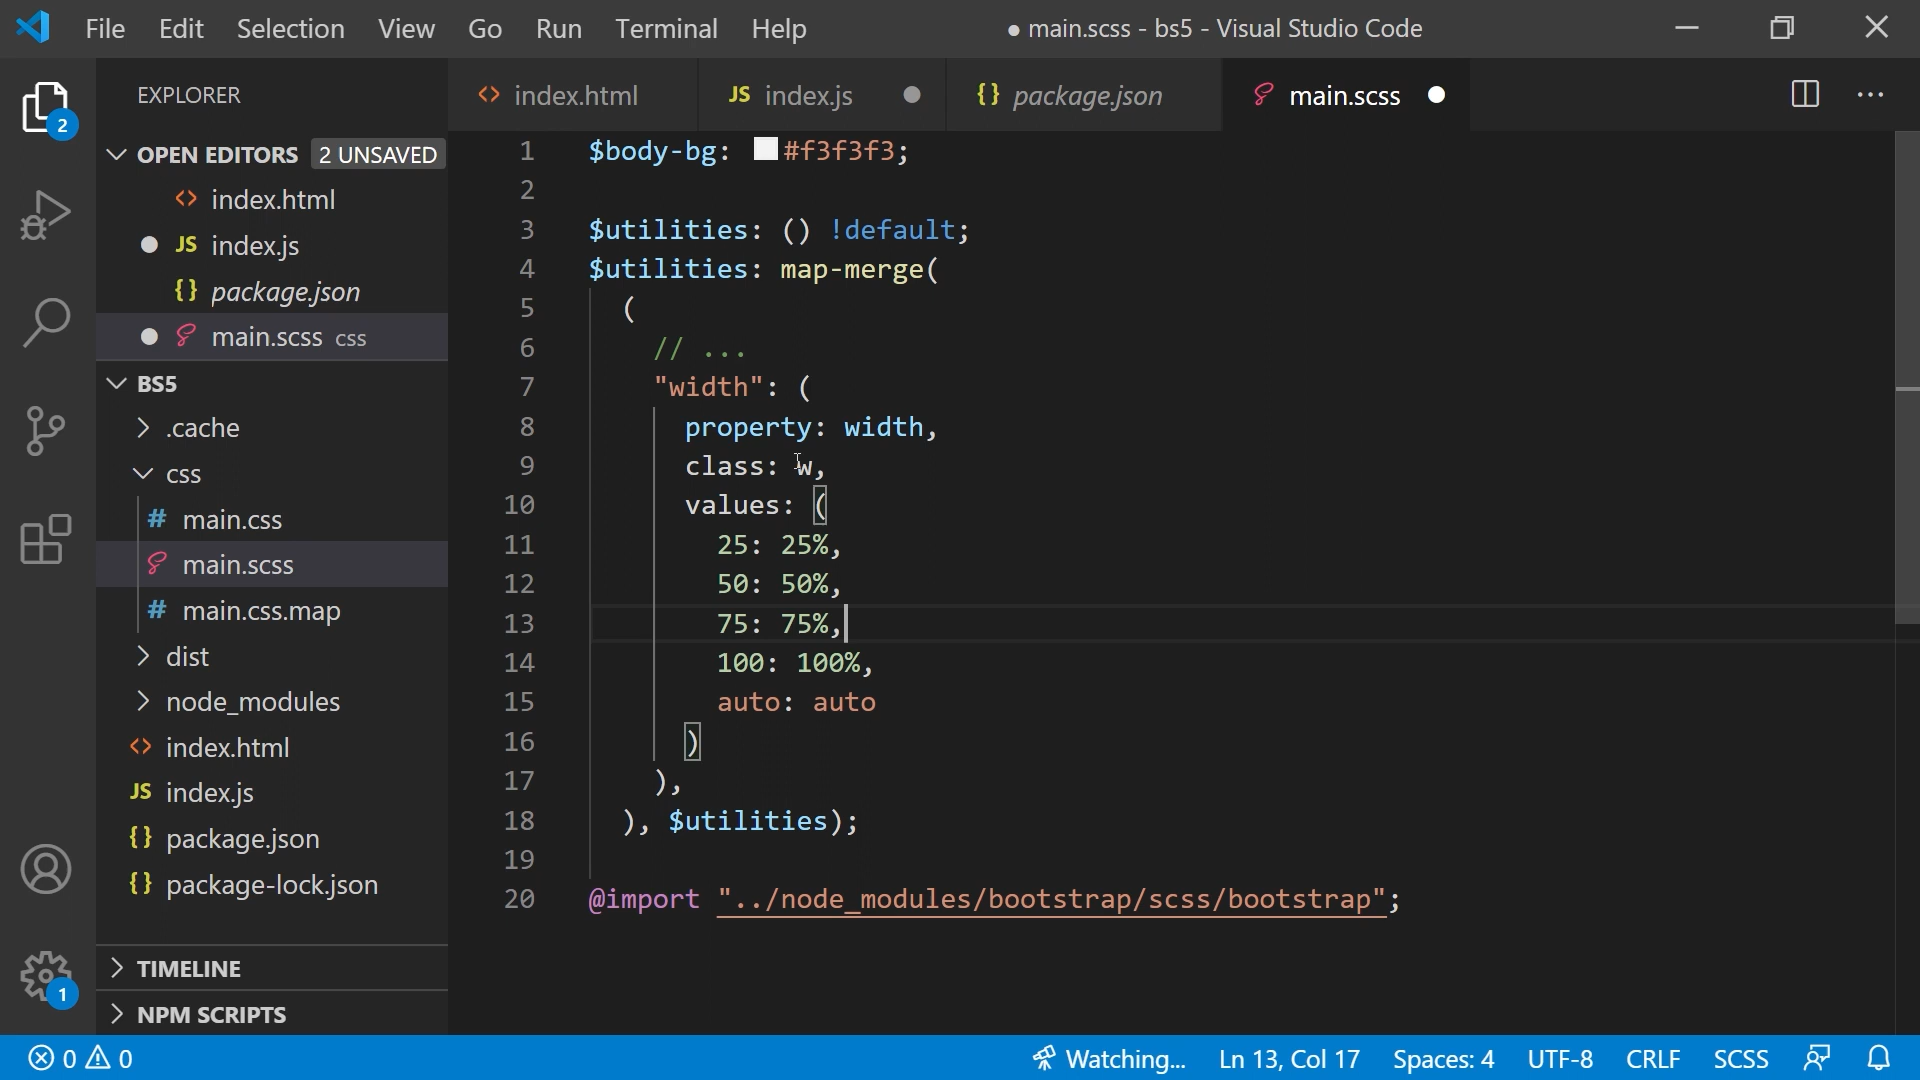 File Edit Selection View Go Run Terminal Help ● main.scss - bs5 - Visual Studio Code
EXPLORER
<> index.html JS index.js {} package.json main.scss
OPEN EDITORS 2 UNSAVED
<> index.html
JS index.js
{} package.json
main.scss css
BS5
.cache
css
# main.css
main.scss
# main.css.map
dist
node_modules
<> index.html
JS index.js
{} package.json
{} package-lock.json
TIMELINE
NPM SCRIPTS
2
1
1 $body-bg: #f3f3f3;
2
3 $utilities: () !default;
4 $utilities: map-merge(
5 (
6 // ...
7 "width": (
8 property: width,
9 class: w,
10 values: (
11 25: 25%,
12 50: 50%,
13 75: 75%,
14 100: 100%,
15 auto: auto
16 )
17 ),
18 ), $utilities);
19
20 @import "../node_modules/bootstrap/scss/bootstrap";
0 0 Watching... Ln 13, Col 17 Spaces: 4 UTF-8 CRLF SCSS